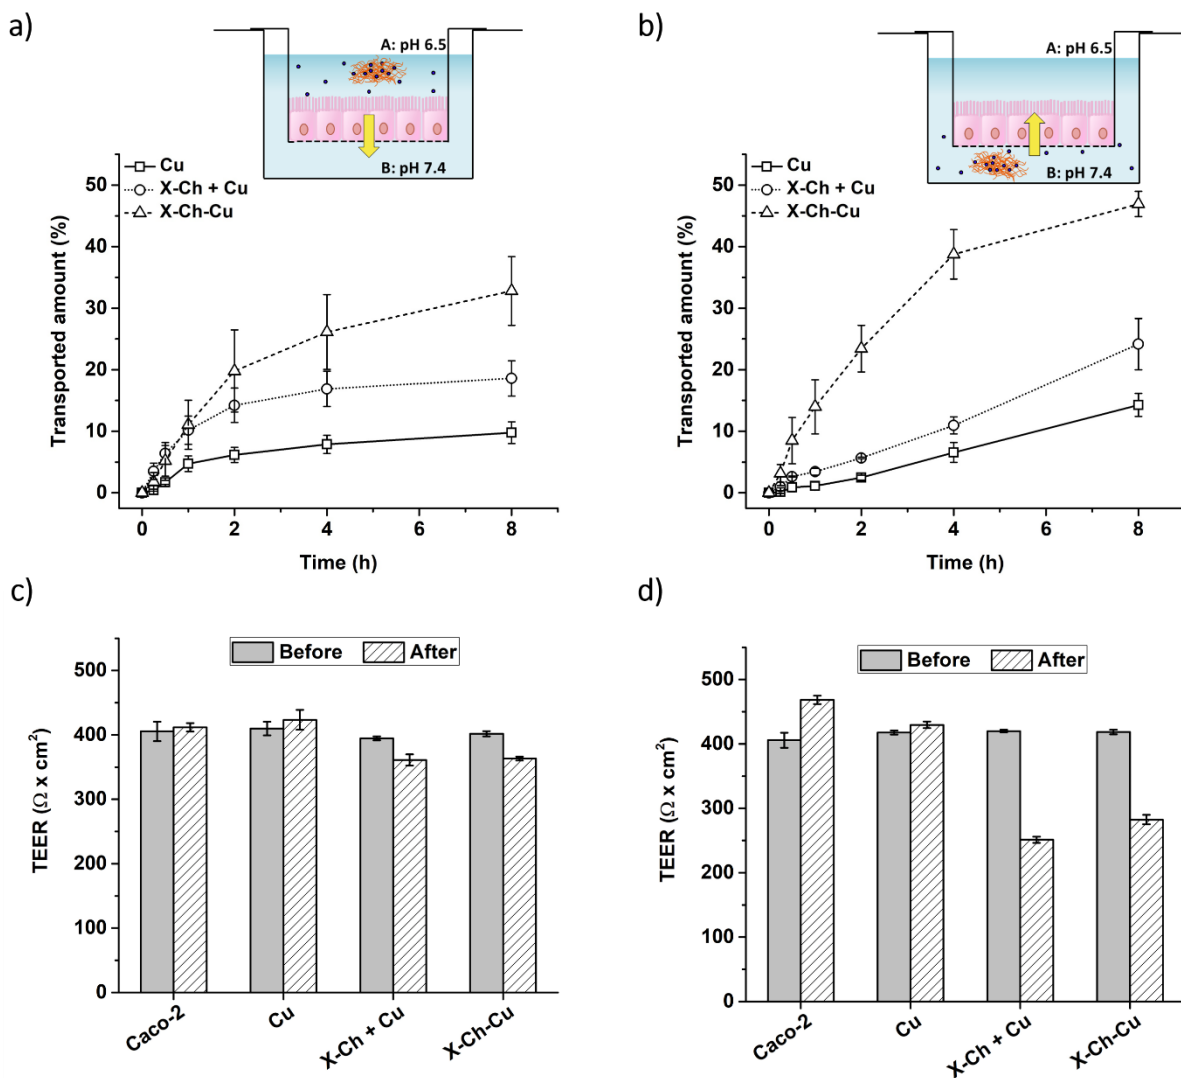 a)
A: pH 6.5
B: pH 7.4
Cu
X-Ch + Cu
X-Ch-Cu
50
40
30
20
10
0
Transported amount (%)
0
2
4
6
8
Time (h)
b)
A: pH 6.5
B: pH 7.4
Cu
X-Ch + Cu
X-Ch-Cu
50
40
30
20
10
0
Transported amount (%)
0
2
4
6
8
Time (h)
c)
Before
After
500
400
300
200
100
0
TEER (Ω x cm²)
Caco-2
Cu
X-Ch + Cu
X-Ch-Cu
d)
Before
After
500
400
300
200
100
0
TEER (Ω x cm²)
Caco-2
Cu
X-Ch + Cu
X-Ch-Cu